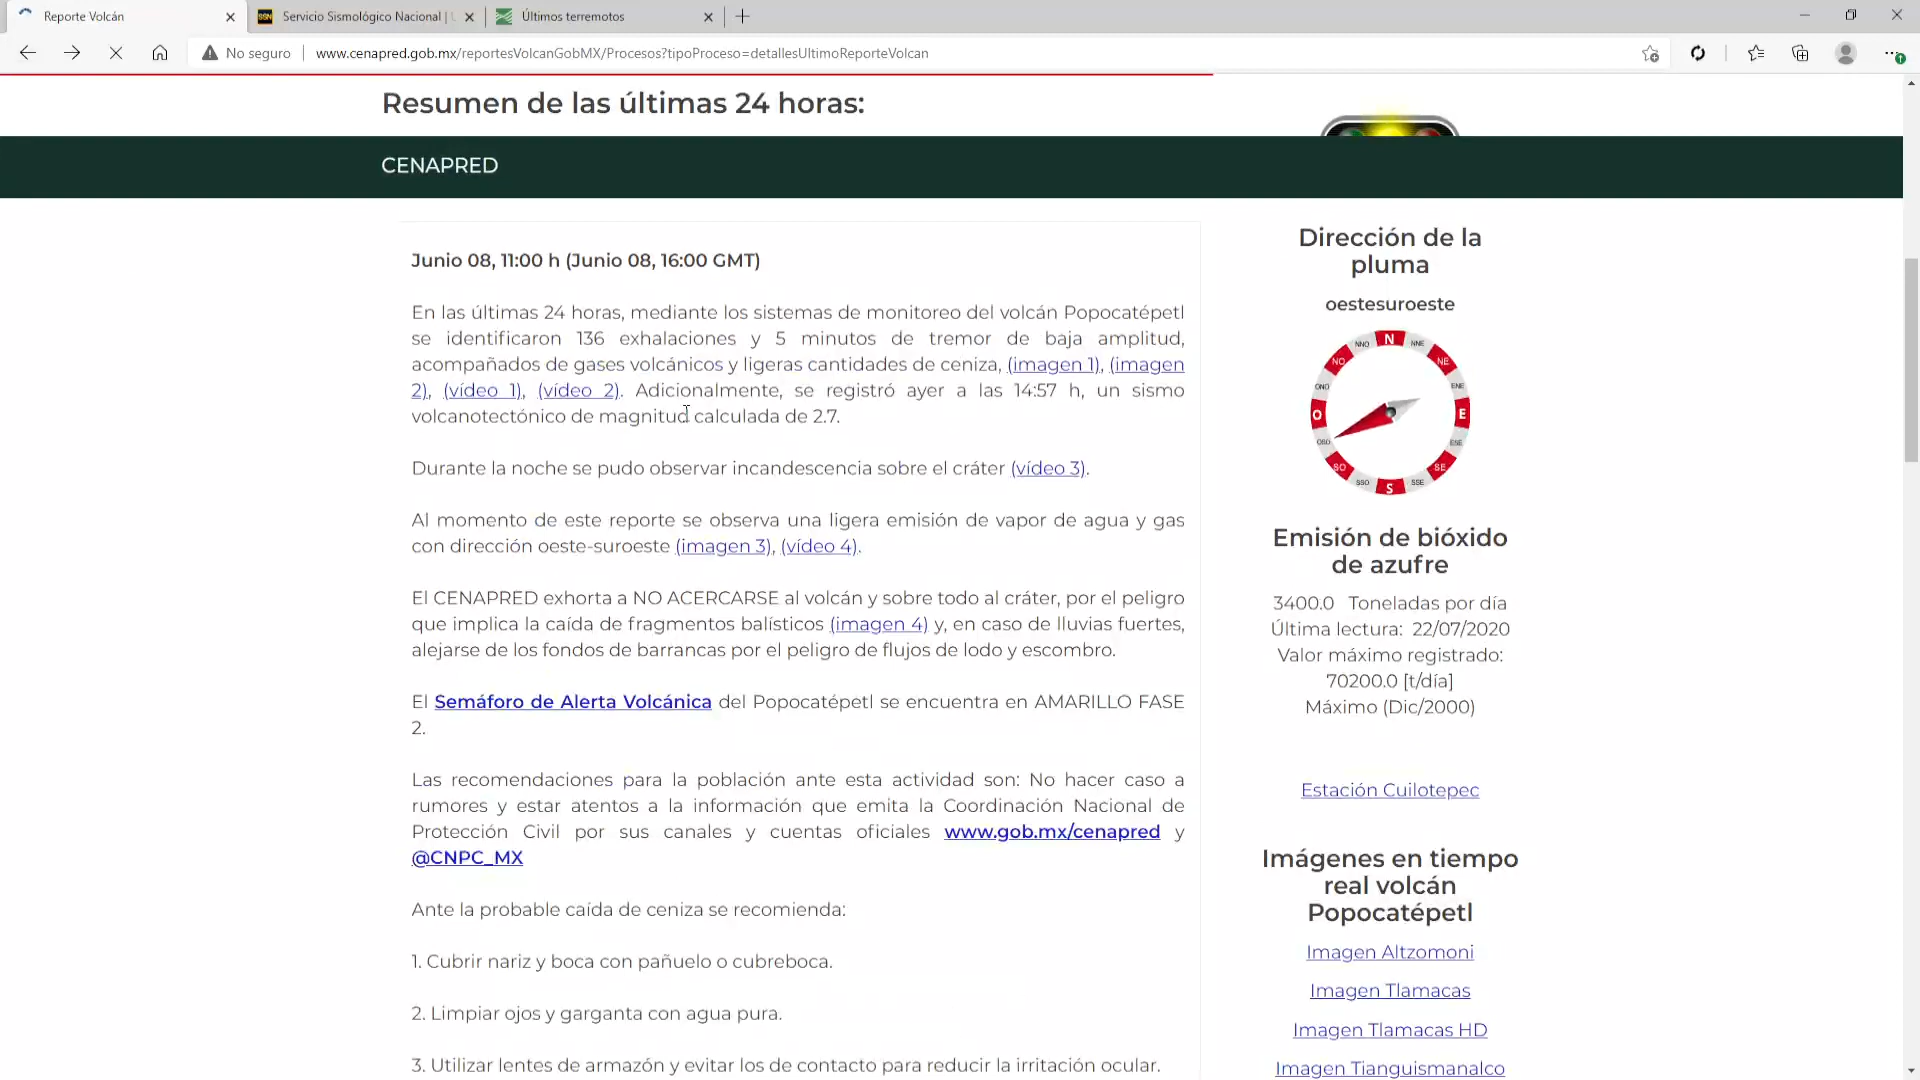 Reporte Volcán
SSN
Servicio Sismológico Nacional |
Últimos terremotos
No seguro
www.cenapred.gob.mx/reportesVolcanGobMX/Procesos?tipoProceso=detallesUltimoReporteVolcan
Resumen de las últimas 24 horas:
CENAPRED
Junio 08, 11:00 h (Junio 08, 16:00 GMT)
En las últimas 24 horas, mediante los sistemas de monitoreo del volcán Popocatépetl
se identificaron 136 exhalaciones y 5 minutos de tremor de baja amplitud,
acompañados de gases volcánicos y ligeras cantidades de ceniza, (imagen 1), (imagen
2), (vídeo 1), (vídeo 2). Adicionalmente, se registró ayer a las 14:57 h, un sismo
volcanotectónico de magnitud calculada de 2.7.
Durante la noche se pudo observar incandescencia sobre el cráter (vídeo 3).
Al momento de este reporte se observa una ligera emisión de vapor de agua y gas
con dirección oeste-suroeste (imagen 3), (vídeo 4).
El CENAPRED exhorta a NO ACERCARSE al volcán y sobre todo al cráter, por el peligro
que implica la caída de fragmentos balísticos (imagen 4) y, en caso de lluvias fuertes,
alejarse de los fondos de barrancas por el peligro de flujos de lodo y escombro.
El Semáforo de Alerta Volcánica del Popocatépetl se encuentra en AMARILLO FASE
2.
Las recomendaciones para la población ante esta actividad son: No hacer caso a
rumores y estar atentos a la información que emita la Coordinación Nacional de
Protección Civil por sus canales y cuentas oficiales www.gob.mx/cenapred y
@CNPC_MX
Ante la probable caída de ceniza se recomienda:
1. Cubrir nariz y boca con pañuelo o cubreboca.
2. Limpiar ojos y garganta con agua pura.
3. Utilizar lentes de armazón y evitar los de contacto para reducir la irritación ocular.
Dirección de la
pluma
oestesuroeste
N
NNO
NNE
NO
NE
ONO
ENE
O
E
OSO
ESE
SO
SE
SSO
SSE
S
Emisión de bióxido
de azufre
3400.0 Toneladas por día
Última lectura: 22/07/2020
Valor máximo registrado:
70200.0 [t/día]
Máximo (Dic/2000)
Estación Cuilotepec
Imágenes en tiempo
real volcán
Popocatépetl
Imagen Altzomoni
Imagen Tlamacas
Imagen Tlamacas HD
Imagen Tianguismanalco